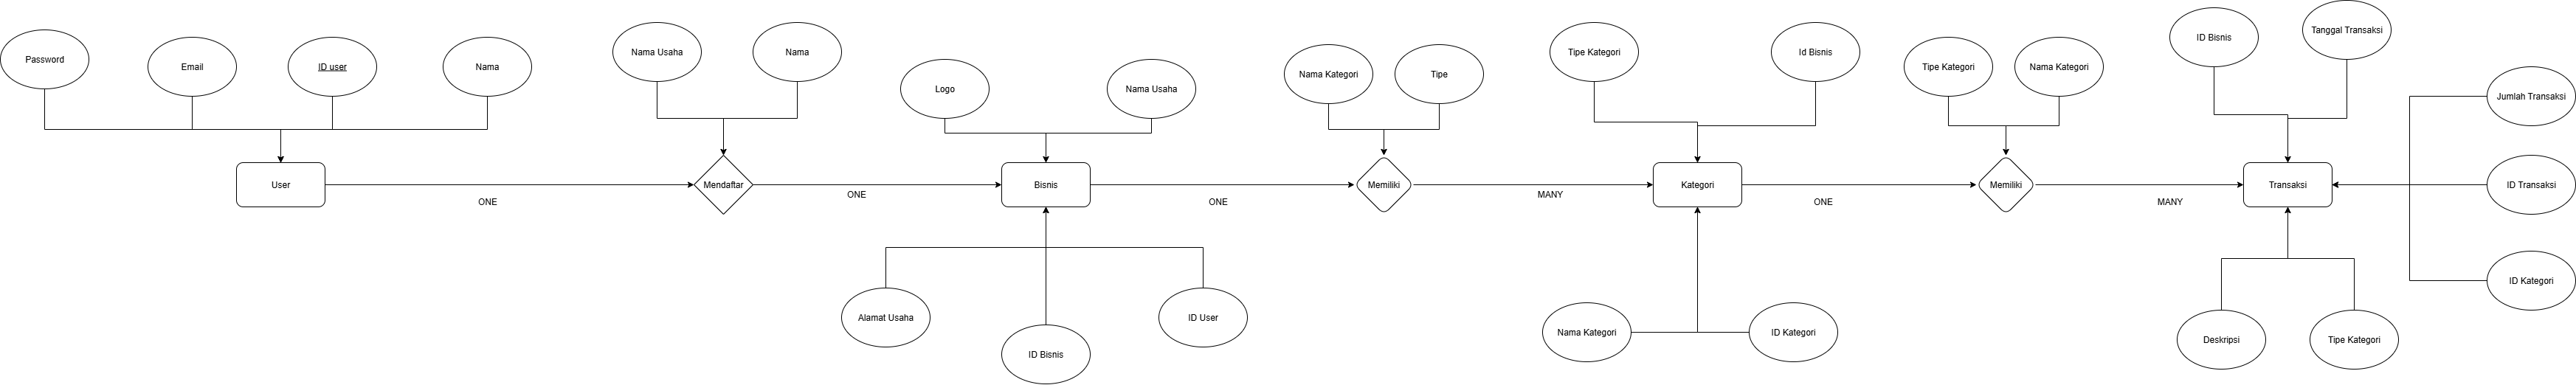 Password
Email
ID user
Nama
Nama Usaha
Nama
Logo
Nama Usaha
Nama Kategori
Tipe
Tipe Kategori
Id Bisnis
Tipe Kategori
Nama Kategori
ID Bisnis
Tanggal Transaksi
Jumlah Transaksi
User
ONE
Mendaftar
ONE
Bisnis
ONE
Memiliki
MANY
Kategori
ONE
Memiliki
MANY
Transaksi
ID Transaksi
Alamat Usaha
ID Bisnis
ID User
Nama Kategori
ID Kategori
Deskripsi
Tipe Kategori
ID Kategori